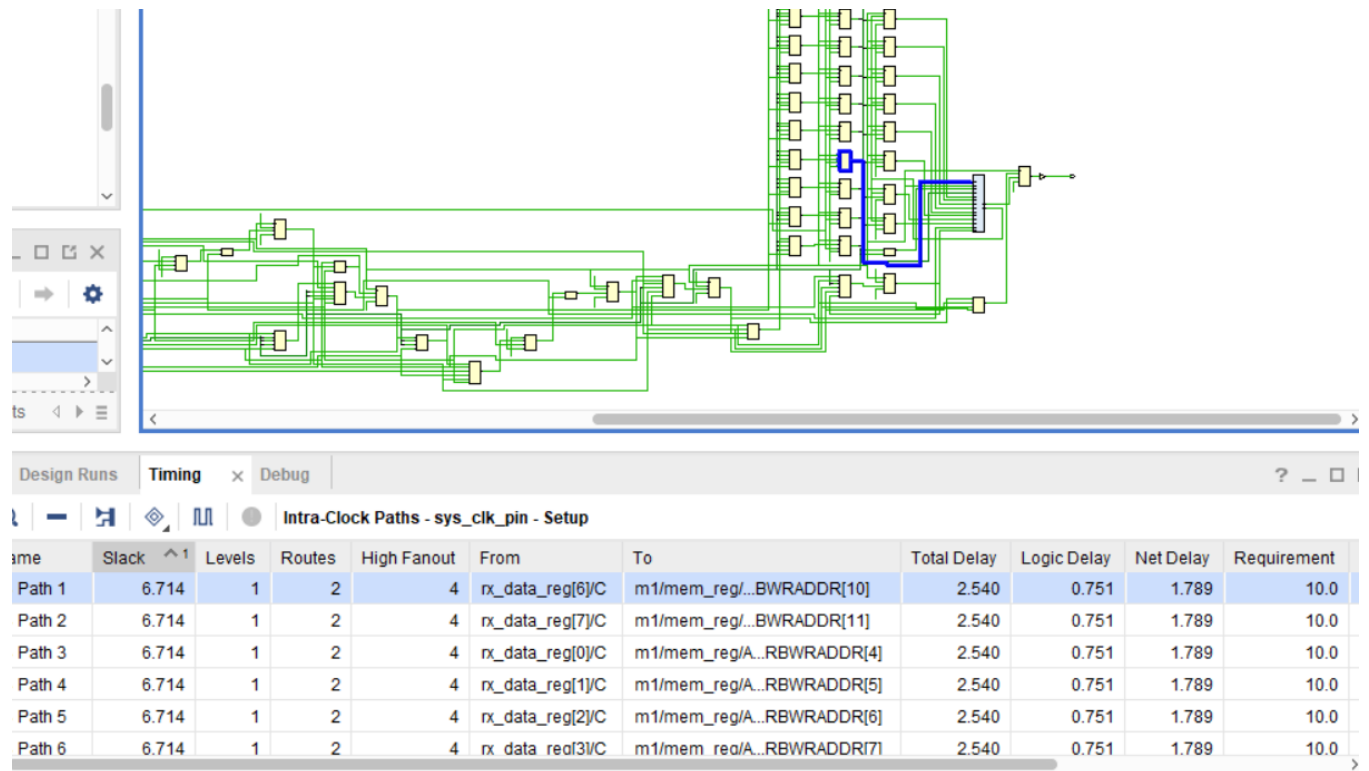 ts
Design Runs Timing × Debug ?
Intra-Clock Paths - sys_clk_pin - Setup
ame Slack ^1 Levels Routes High Fanout From To Total Delay Logic Delay Net Delay Requirement
Path 1 6.714 1 2 4 rx_data_reg[6]/C m1/mem_reg/...BWRADDR[10] 2.540 0.751 1.789 10.0
Path 2 6.714 1 2 4 rx_data_reg[7]/C m1/mem_reg/...BWRADDR[11] 2.540 0.751 1.789 10.0
Path 3 6.714 1 2 4 rx_data_reg[0]/C m1/mem_reg/A...RBWRADDR[4] 2.540 0.751 1.789 10.0
Path 4 6.714 1 2 4 rx_data_reg[1]/C m1/mem_reg/A...RBWRADDR[5] 2.540 0.751 1.789 10.0
Path 5 6.714 1 2 4 rx_data_reg[2]/C m1/mem_reg/A...RBWRADDR[6] 2.540 0.751 1.789 10.0
Path 6 6.714 1 2 4 rx_data_reg[3]/C m1/mem_reg/A...RBWRADDR[7] 2.540 0.751 1.789 10.0